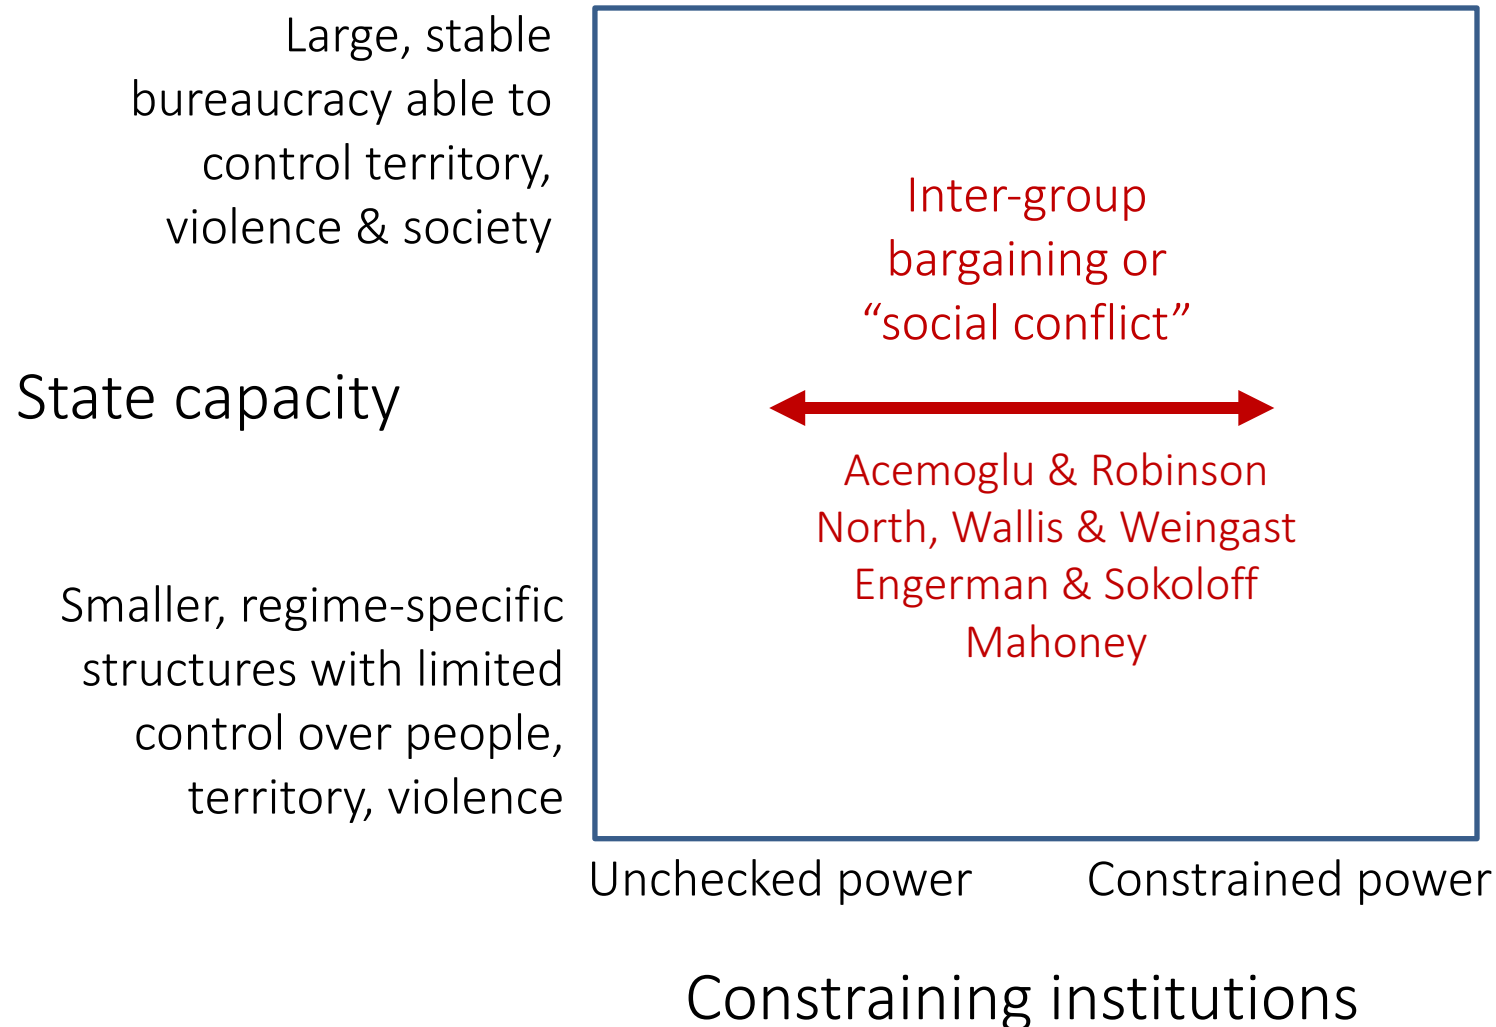 Large, stable
bureaucracy able to
control territory,
violence & society
State capacity
Smaller, regime-specific
structures with limited
control over people,
territory, violence
Inter-group
bargaining or
“social conflict”
Acemoglu & Robinson
North, Wallis & Weingast
Engerman & Sokoloff
Mahoney
Unchecked power
Constrained power
Constraining institutions